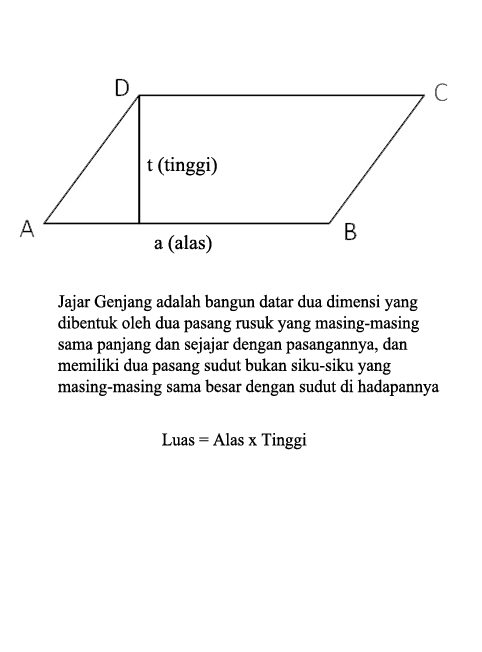 D
C
t (tinggi)
A
B
a (alas)
Jajar Genjang adalah bangun datar dua dimensi yang
dibentuk oleh dua pasang rusuk yang masing-masing
sama panjang dan sejajar dengan pasangannya, dan
memiliki dua pasang sudut bukan siku-siku yang
masing-masing sama besar dengan sudut di hadapannya
Luas = Alas x Tinggi